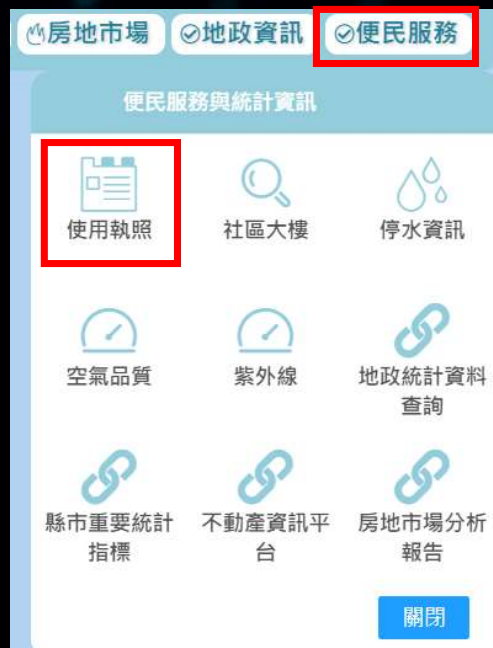 房地市場 地政資訊 便民服務
便民服務與統計資訊
使用執照 社區大樓 停水資訊
空氣品質 紫外線 地政統計資料
查詢
縣市重要統計 不動產資訊平 房地市場分析
指標 台 報告
關閉